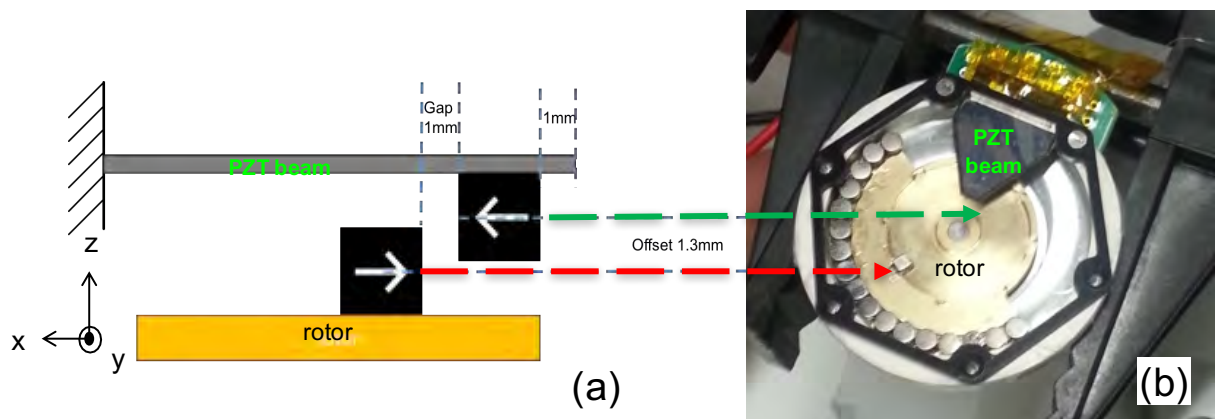 Gap
1mm
1mm
PZT beam
z
Offset 1.3mm
x
y
rotor
(a)
PZT
beam
rotor
(b)